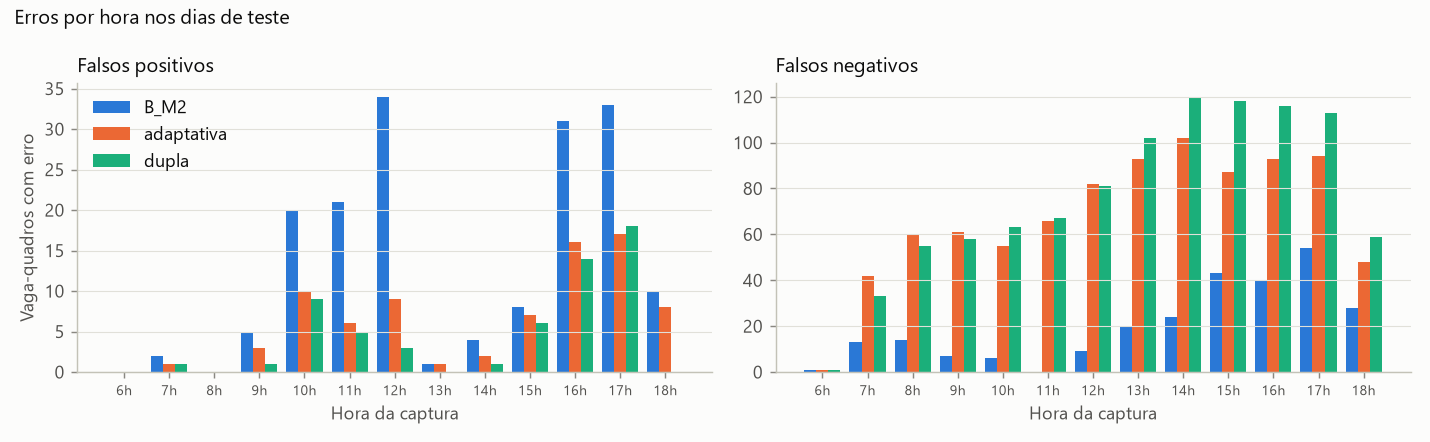 Erros por hora nos dias de teste
Falsos positivos
35
30
25
20
15
10
5
0
Vaga-quadros com erro
B_M2
adaptativa
dupla
6h 7h 8h 9h 10h 11h 12h 13h 14h 15h 16h 17h 18h
Hora da captura
Falsos negativos
120
100
80
60
40
20
0
6h 7h 8h 9h 10h 11h 12h 13h 14h 15h 16h 17h 18h
Hora da captura